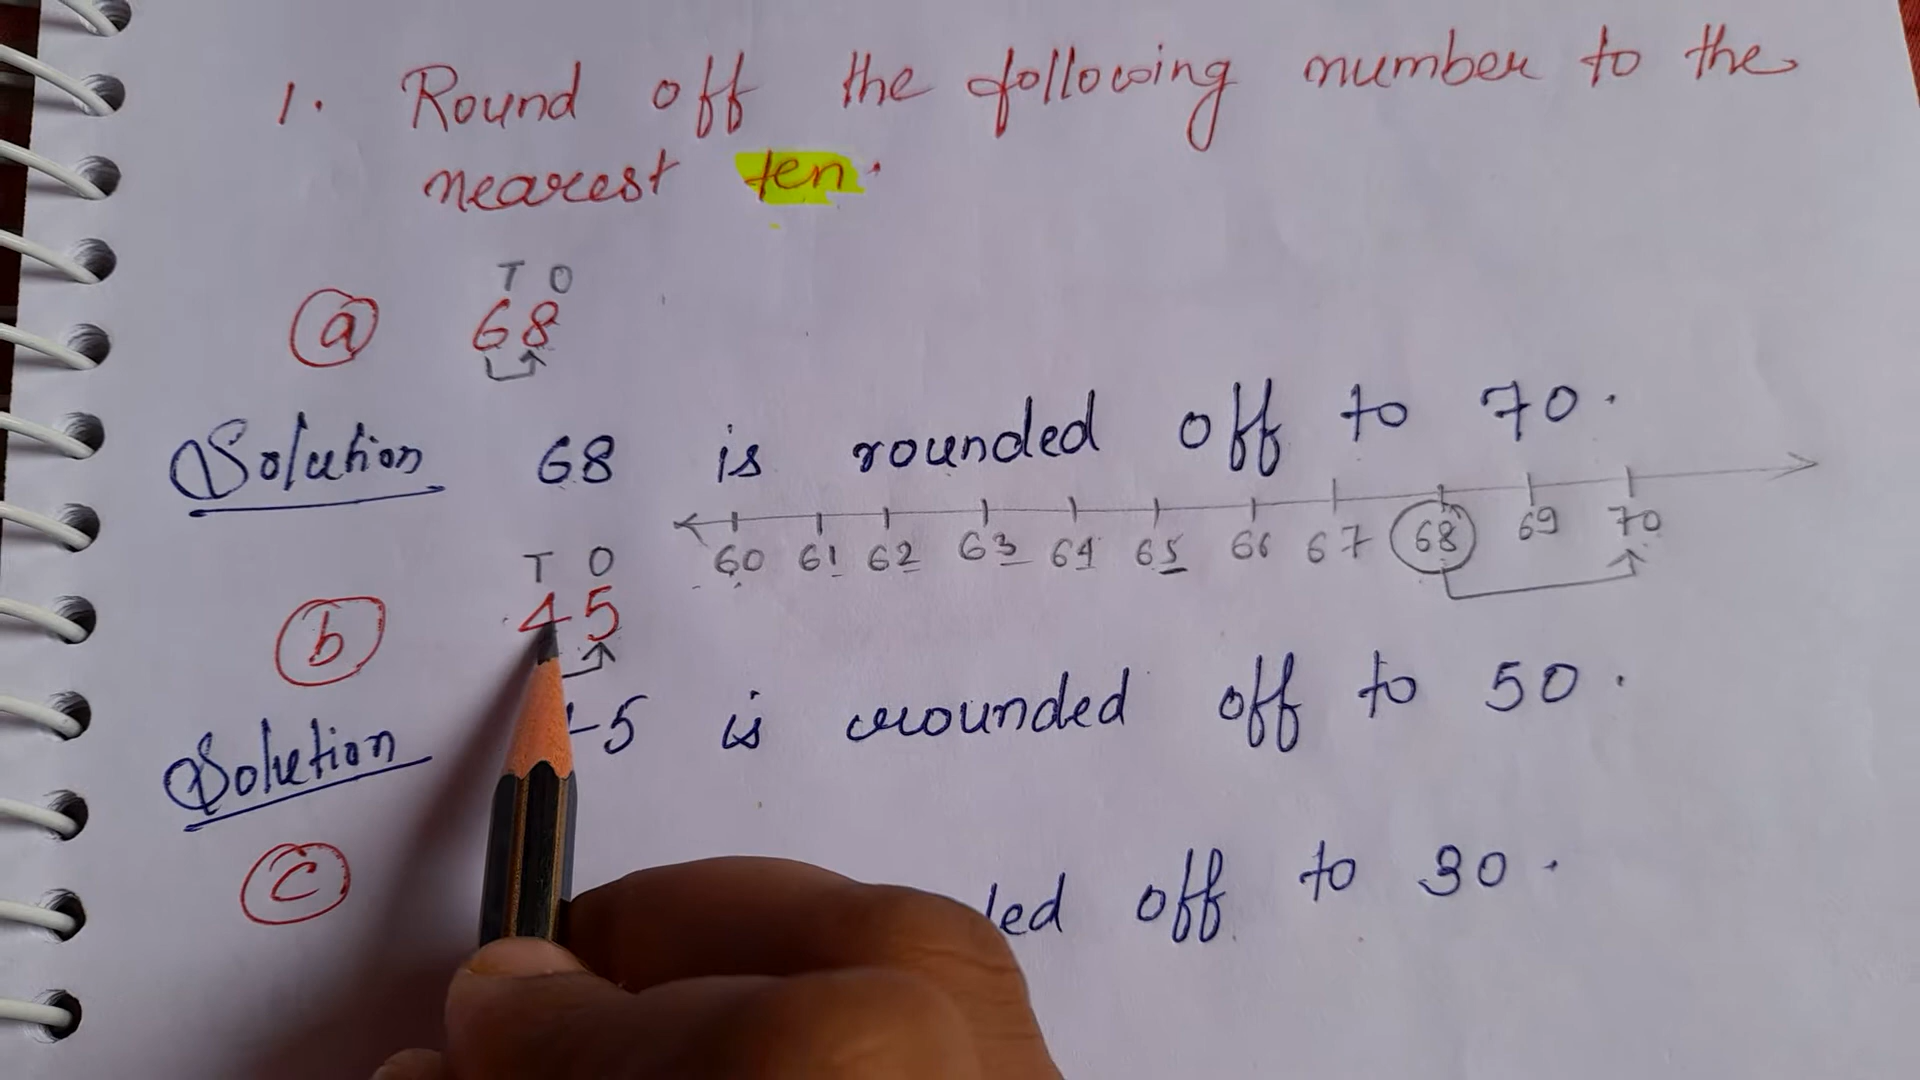 1. Round off the following number to the
nearest ten.
T O
a 68
Solution 68 is rounded off to 70.
60 61 62 63 64 65 66 67 68 69 70
T O
b 45
Solution 5 is rounded off to 50.
c off to 30.